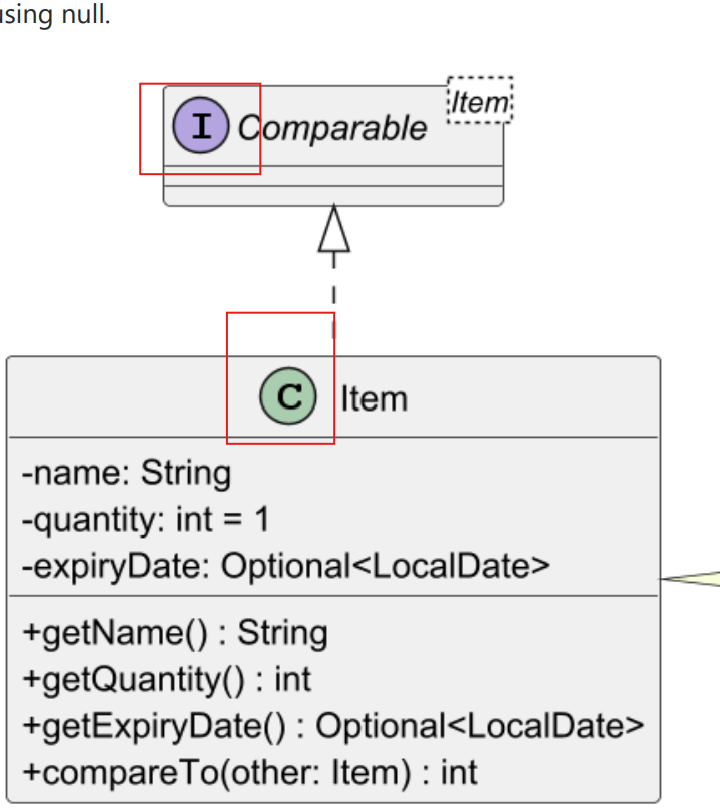 using null.
Item
I Comparable
C Item
-name: String
-quantity: int = 1
-expiryDate: Optional<LocalDate>
+getName() : String
+getQuantity() : int
+getExpiryDate() : Optional<LocalDate>
+compareTo(other: Item) : int